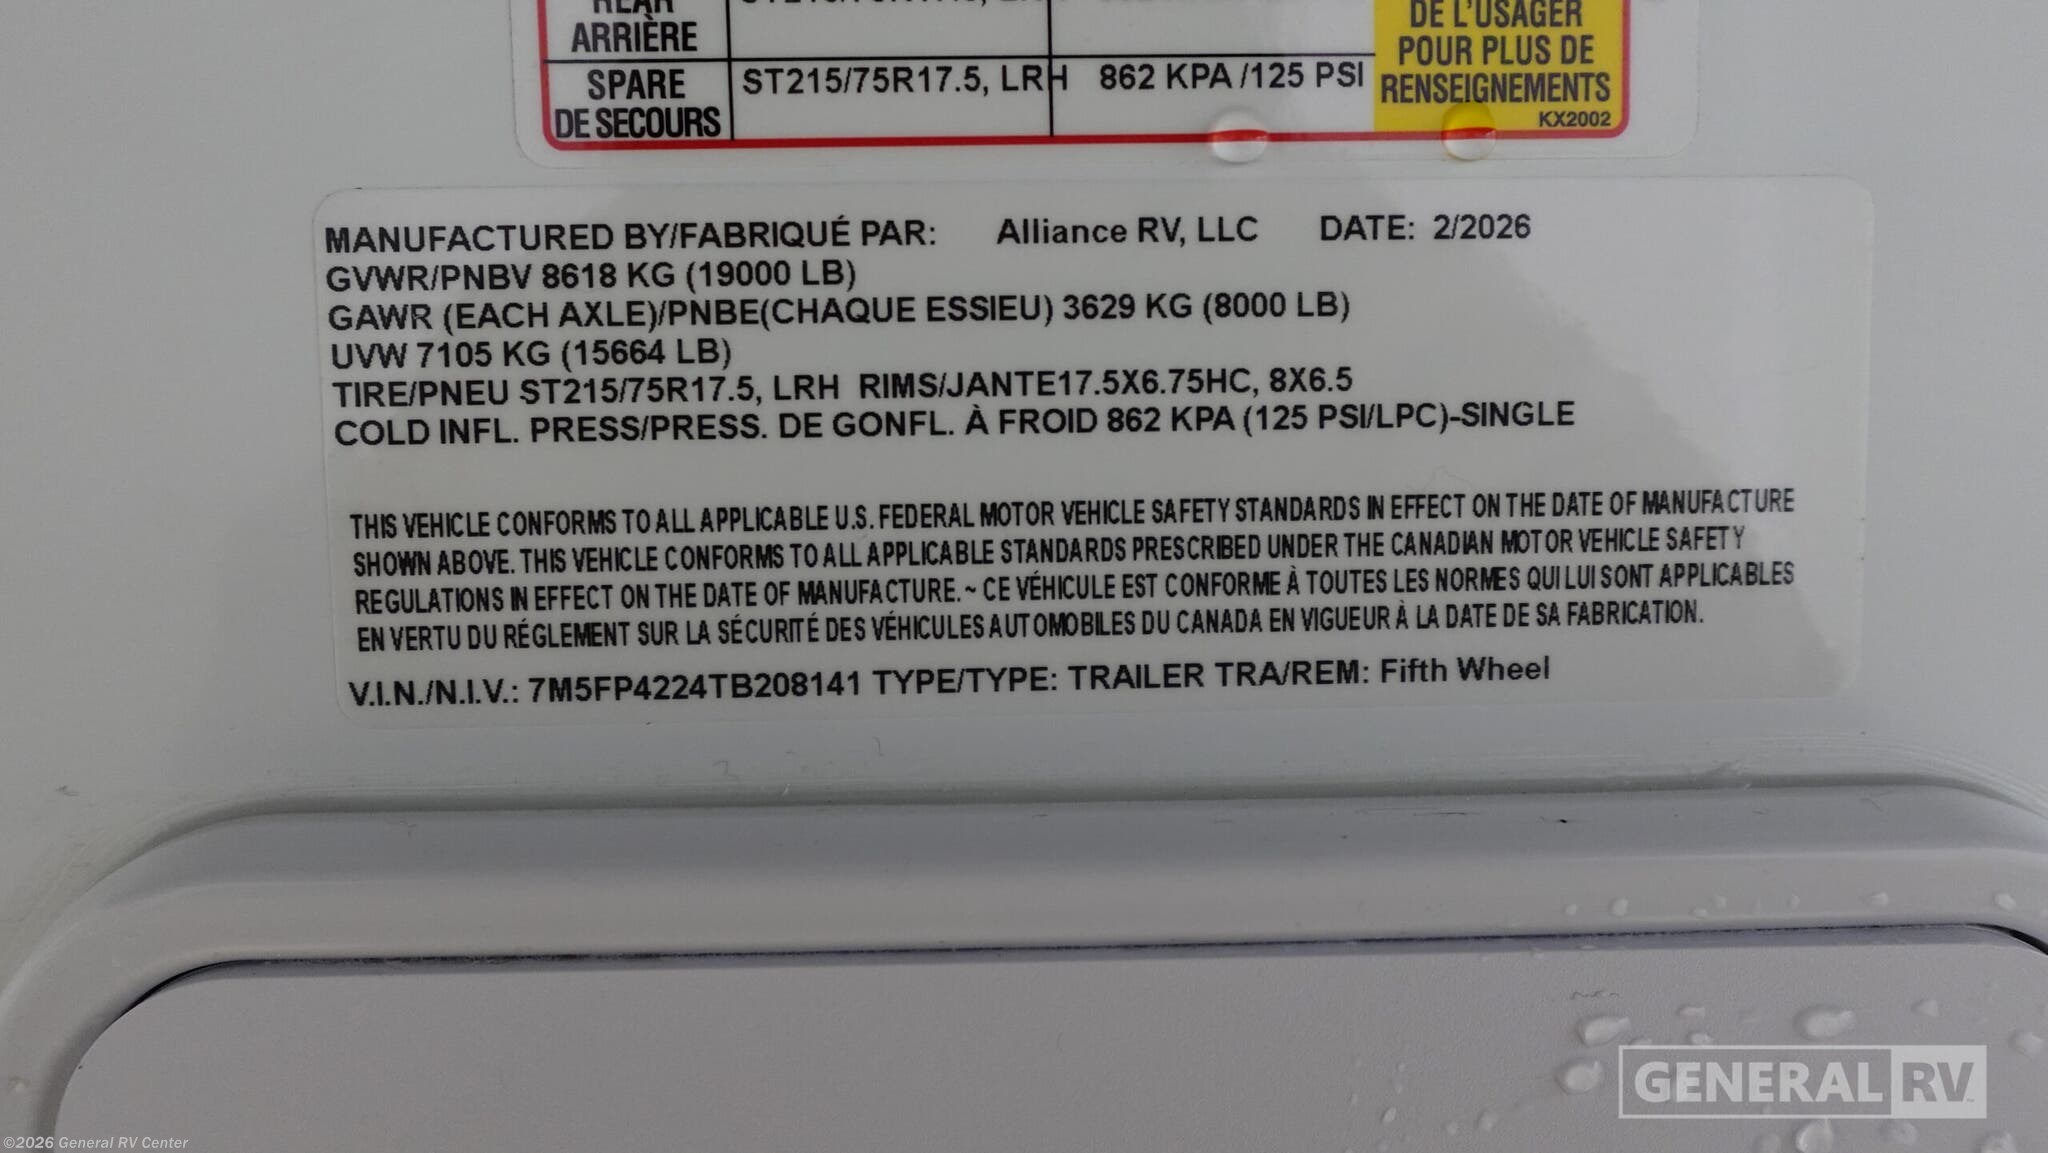 REAR
ARRIÈRE
DE L'USAGER
POUR PLUS DE
RENSEIGNEMENTS
KX2002
SPARE
DE SECOURS
ST215/75R17.5, LRH 862 KPA /125 PSI
MANUFACTURED BY/FABRIQUÉ PAR: Alliance RV, LLC DATE: 2/2026
GVWR/PNBV 8618 KG (19000 LB)
GAWR (EACH AXLE)/PNBE(CHAQUE ESSIEU) 3629 KG (8000 LB)
UVW 7105 KG (15664 LB)
TIRE/PNEU ST215/75R17.5, LRH RIMS/JANTE17.5X6.75HC, 8X6.5
COLD INFL. PRESS/PRESS. DE GONFL. À FROID 862 KPA (125 PSI/LPC)-SINGLE
THIS VEHICLE CONFORMS TO ALL APPLICABLE U.S. FEDERAL MOTOR VEHICLE SAFETY STANDARDS IN EFFECT ON THE DATE OF MANUFACTURE
SHOWN ABOVE. THIS VEHICLE CONFORMS TO ALL APPLICABLE STANDARDS PRESCRIBED UNDER THE CANADIAN MOTOR VEHICLE SAFETY
REGULATIONS IN EFFECT ON THE DATE OF MANUFACTURE. ~ CE VÉHICULE EST CONFORME À TOUTES LES NORMES QUI LUI SONT APPLICABLES
EN VERTU DU RÉGLEMENT SUR LA SÉCURITÉ DES VÉHICULES AUTOMOBILES DU CANADA EN VIGUEUR À LA DATE DE SA FABRICATION.
V.I.N./N.I.V.: 7M5FP4224TB208141 TYPE/TYPE: TRAILER TRA/REM: Fifth Wheel
GENERAL RV
©2026 General RV Center